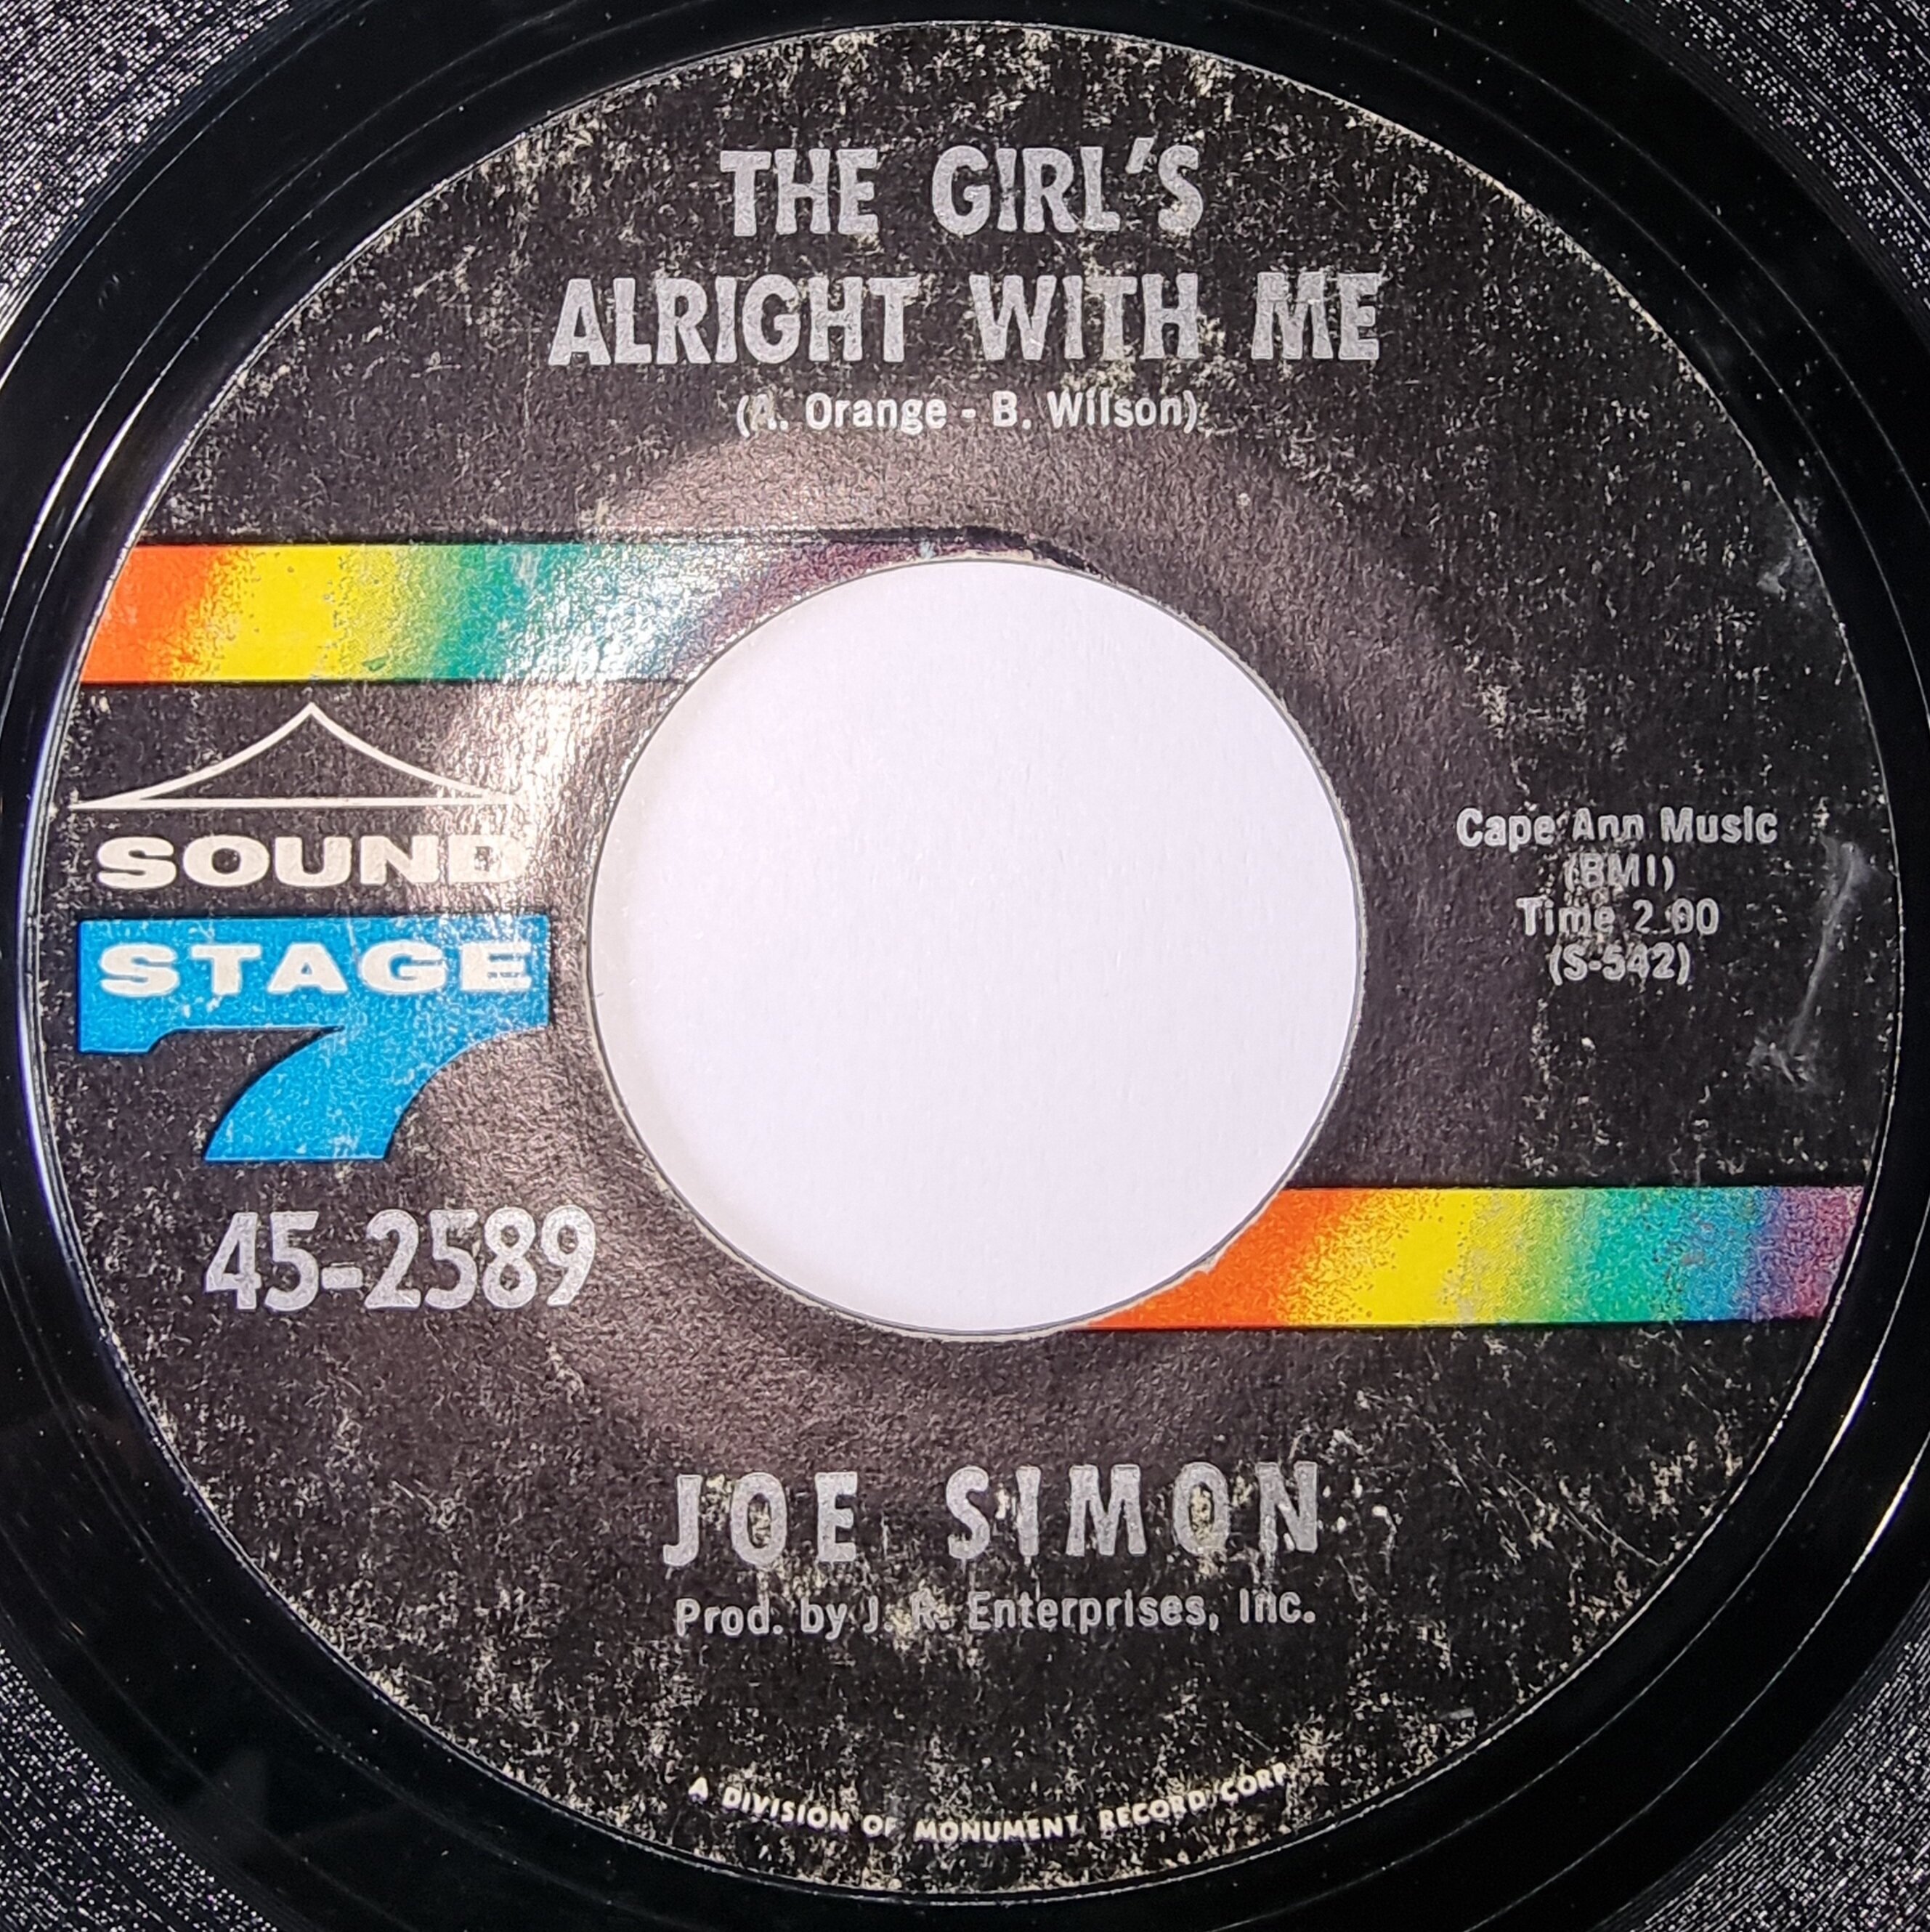 THE GIRL'S
ALRIGHT WITH ME
(A. Orange - B. Wilson)
SOUND
STAGE
7
45-2589
Cape Ann Music
(BMI)
Time 2:00
(S-542)
JOE SIMON
Prod. by J. R. Enterprises, Inc.
A DIVISION OF MONUMENT RECORD CORP.